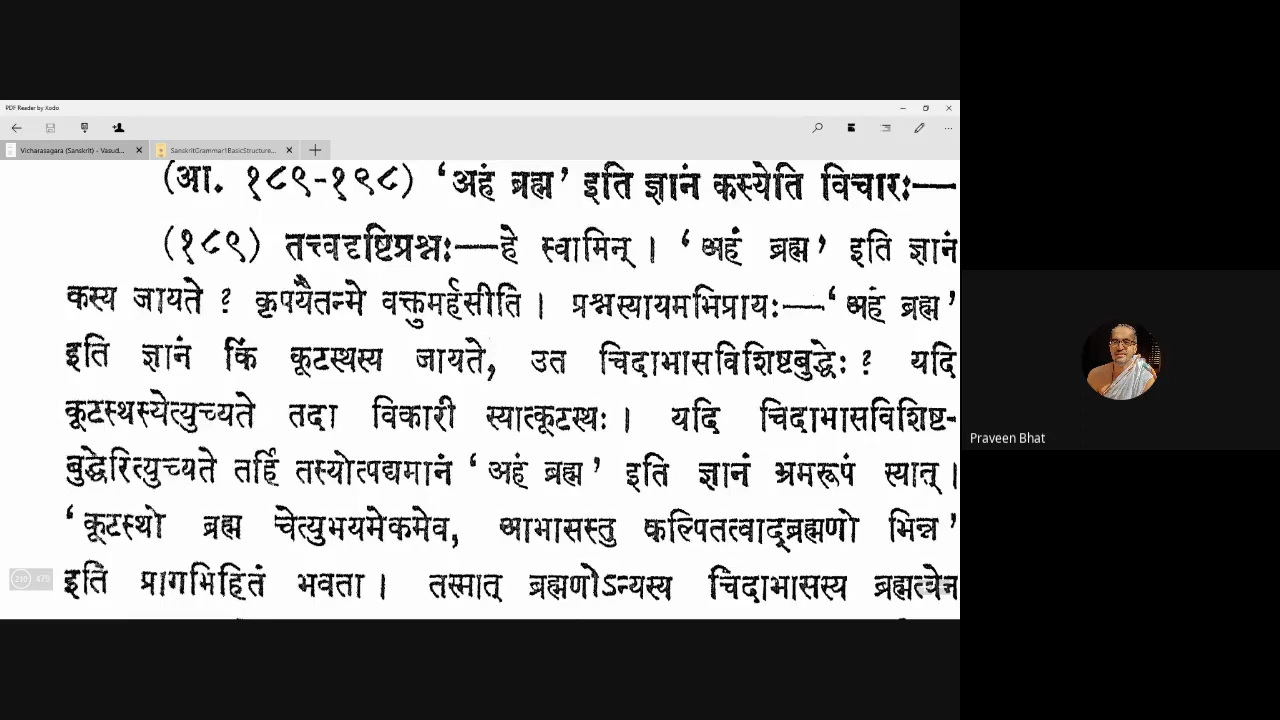 PDF Reader by Xodo
Vicharasagara (Sanskrit) - Vasud...
SanskritGrammar1BasicStructure...
(आ. १८९-१९८) ‘अहं ब्रह्म’ इति ज्ञानं कस्येति विचारः—
(१८९) तत्त्वदृष्टिप्रश्नः—हे स्वामिन् । ‘अहं ब्रह्म’ इति ज्ञानं
कस्य जायते ? कृपयैतन्मे वक्तुमर्हसीति । प्रश्नस्यायमभिप्रायः—‘अहं ब्रह्म’
इति ज्ञानं किं कूटस्थस्य जायते, उत चिदाभासविशिष्टबुद्धेः ? यदि
कूटस्थस्येत्युच्यते तदा विकारी स्यात्कूटस्थः । यदि चिदाभासविशिष्ट-
बुद्धेरित्युच्यते तर्हि तस्योत्पद्यमानं ‘अहं ब्रह्म’ इति ज्ञानं भ्रमरूपं स्यात् ।
‘कूटस्थो ब्रह्म चेत्युभयमेकमेव, आभासस्तु कल्पितत्वाद्ब्रह्मणो भिन्न’
इति प्रागभिहितं भवता । तस्मात् ब्रह्मणोऽन्यस्य चिदाभासस्य ब्रह्मत्वेन
210 475
Praveen Bhat